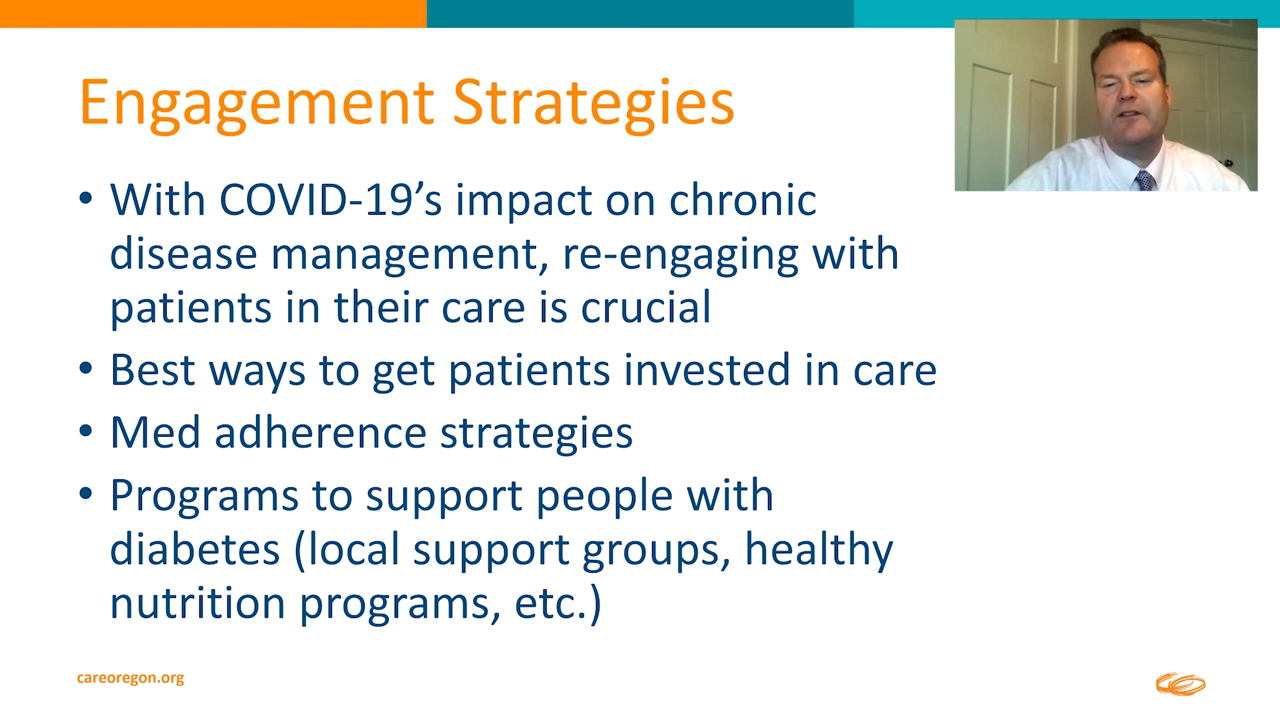 Engagement Strategies
• With COVID-19’s impact on chronic
disease management, re-engaging with
patients in their care is crucial
• Best ways to get patients invested in care
• Med adherence strategies
• Programs to support people with
diabetes (local support groups, healthy
nutrition programs, etc.)
careoregon.org